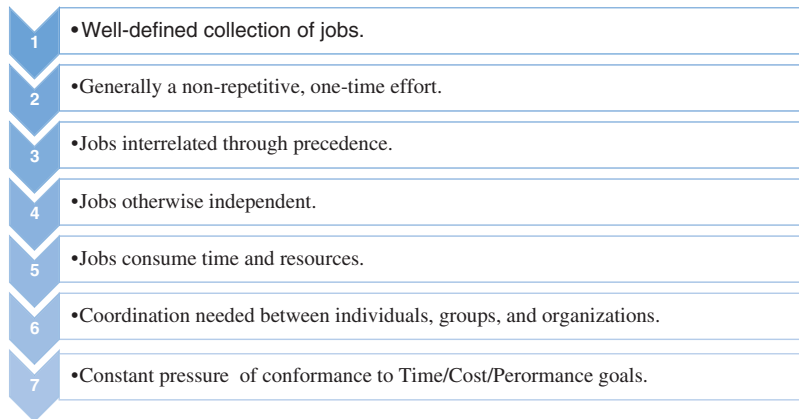 1 •Well-defined collection of jobs.
2 •Generally a non-repetitive, one-time effort.
3 •Jobs interrelated through precedence.
4 •Jobs otherwise independent.
5 •Jobs consume time and resources.
6 •Coordination needed between individuals, groups, and organizations.
7 •Constant pressure of conformance to Time/Cost/Perormance goals.